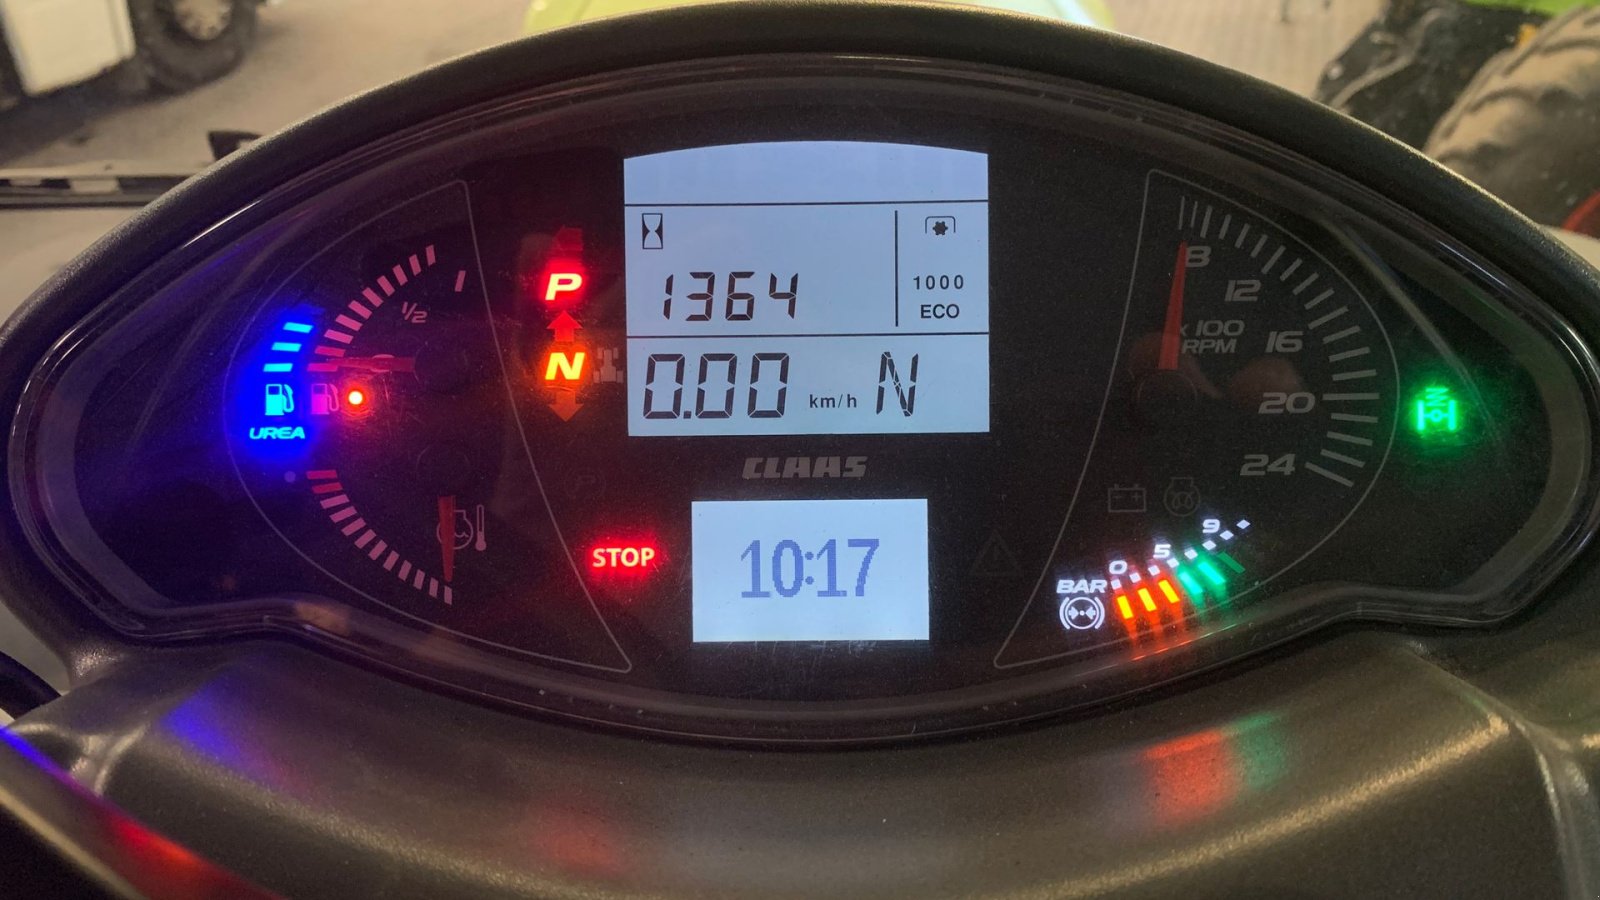 1
1/2
UREA
P
N
1364
1000
ECO
0.00 km/h N
CLAAS
STOP
10:17
8
12
x 100
RPM
16
20
24
N
9
5
0
BAR